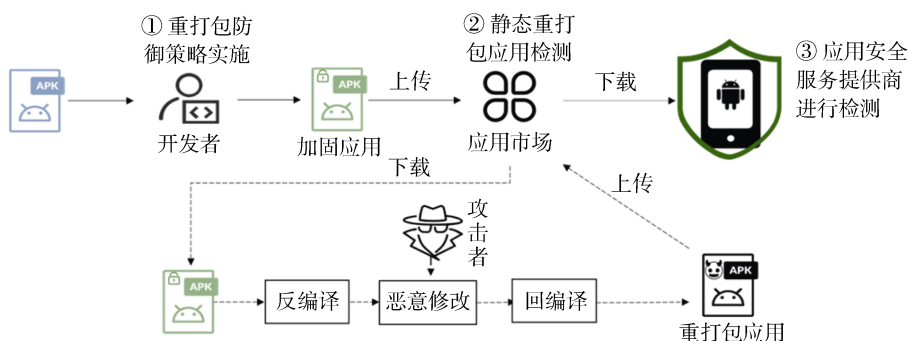 ① 重打包防
御策略实施
② 静态重打
包应用检测
③ 应用安全
服务提供商
进行检测
APK
APK
上传
下载
开发者
加固应用
应用市场
下载
上传
攻
击
者
APK
反编译
恶意修改
回编译
APK
重打包应用